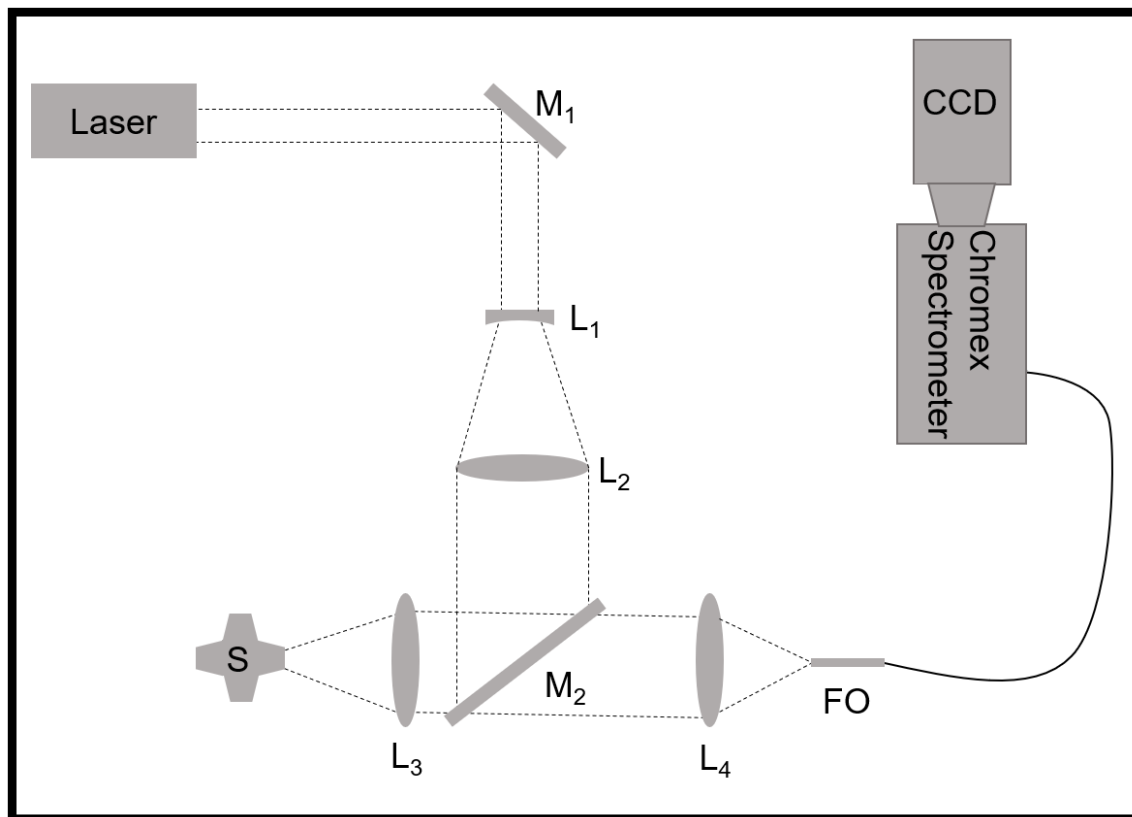 Laser
M1
CCD
Chromex
Spectrometer
L1
L2
S
M2
FO
L3
L4